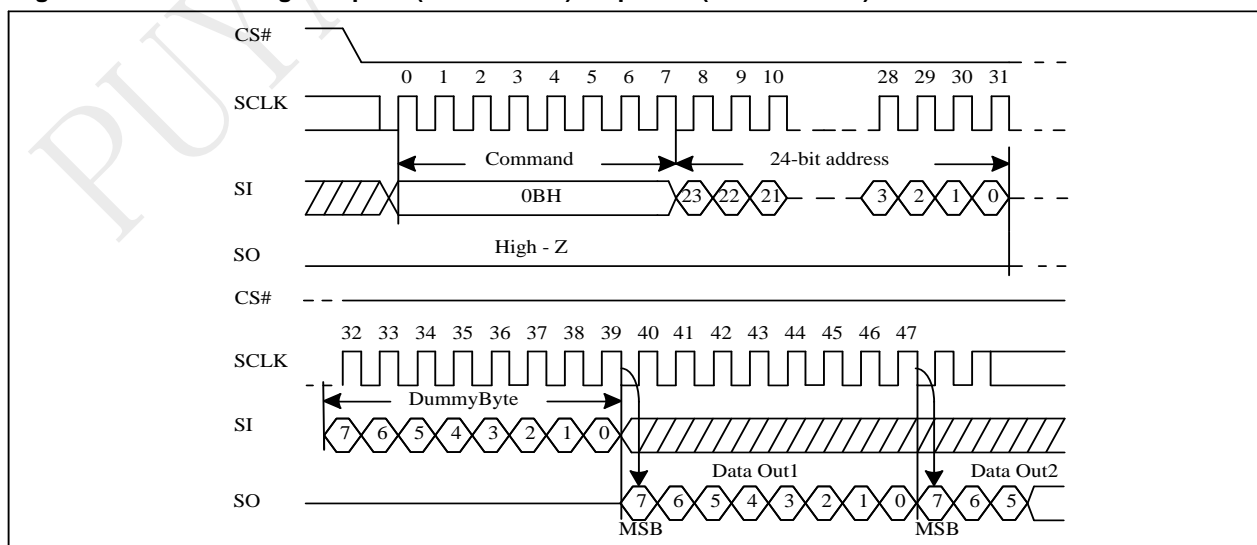 PUYA
CS#
0 1 2 3 4 5 6 7 8 9 10 28 29 30 31
SCLK
Command 24-bit address
SI 0BH 23 22 21 3 2 1 0
SO High - Z
CS#
32 33 34 35 36 37 38 39 40 41 42 43 44 45 46 47
SCLK
DummyByte
SI 7 6 5 4 3 2 1 0
Data Out1 Data Out2
SO 7 6 5 4 3 2 1 0 7 6 5
MSB MSB